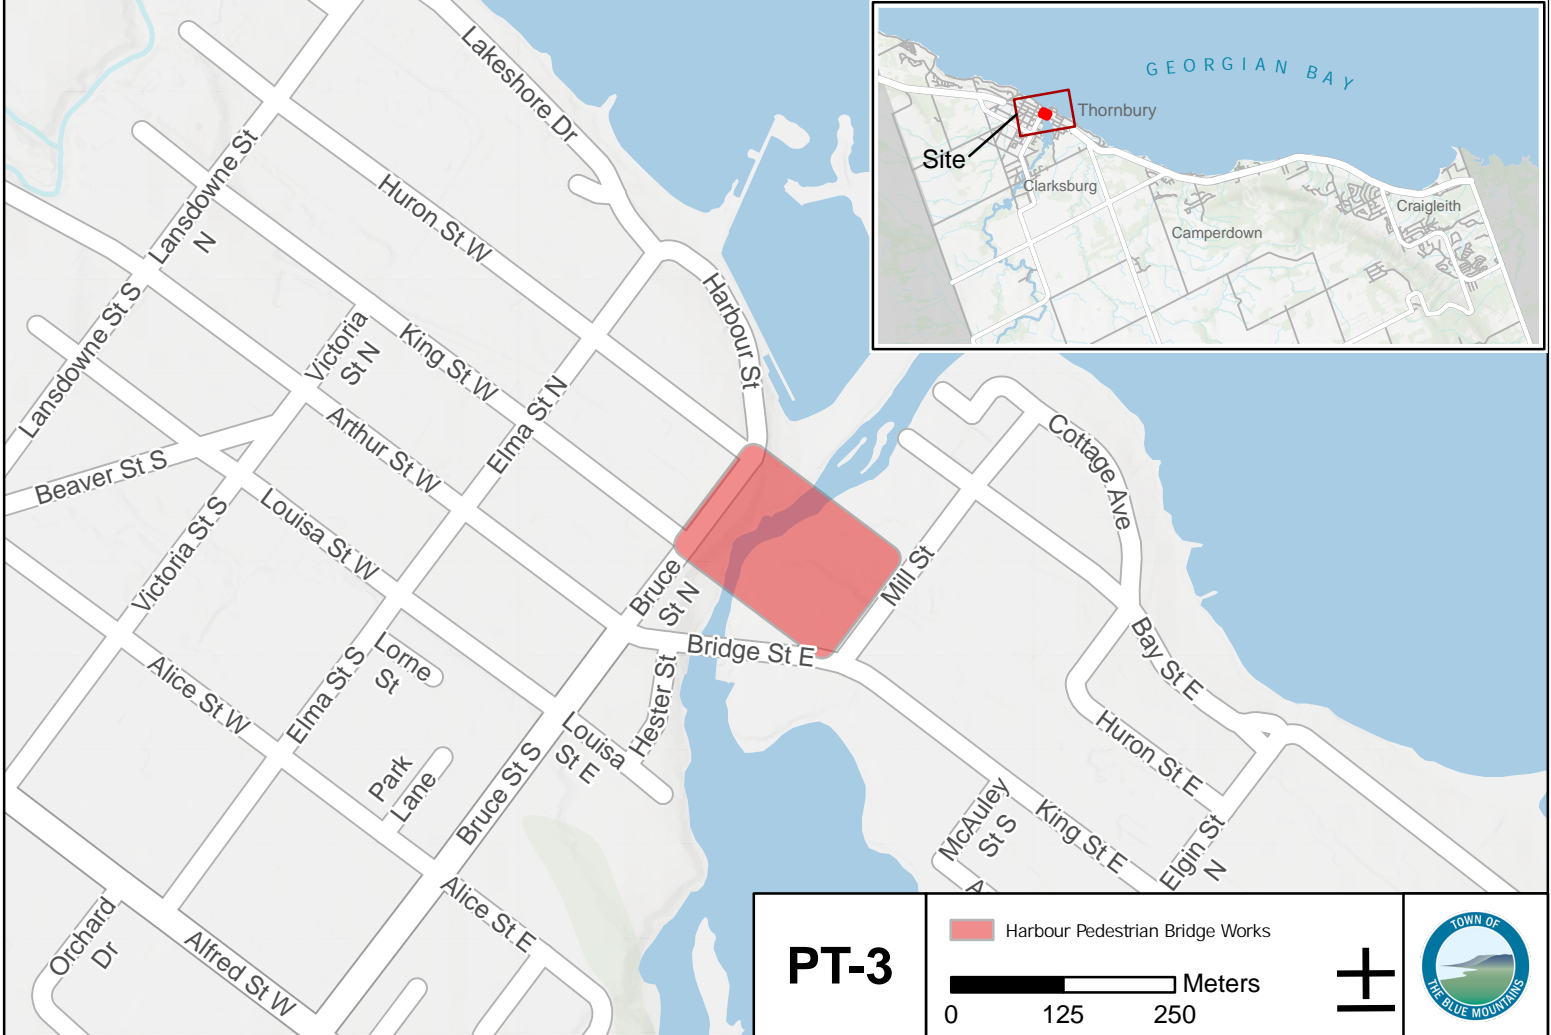 Lakeshore Dr
Lansdowne St
N
Huron St W
Harbour St
Lansdowne St S
Victoria
St N
King St W
Elma St N
Arthur St W
Beaver St S
Louisa St W
Victoria St S
Cottage Ave
Mill St
Bruce
St N
Bridge St E
Hester St
Lorne
St
Elma St S
Alice St W
Louisa
St E
Park
Lane
Bruce St S
Bay St E
Huron St E
McAuley
St S
King St E
Elgin St
N
A
Alice St E
Orchard
Dr
Alfred St W
GEORGIAN BAY
Thornbury
Site
Clarksburg
Craigleith
Camperdown
PT-3
Harbour Pedestrian Bridge Works
Meters
0 125 250
TOWN OF
THE BLUE MOUNTAINS